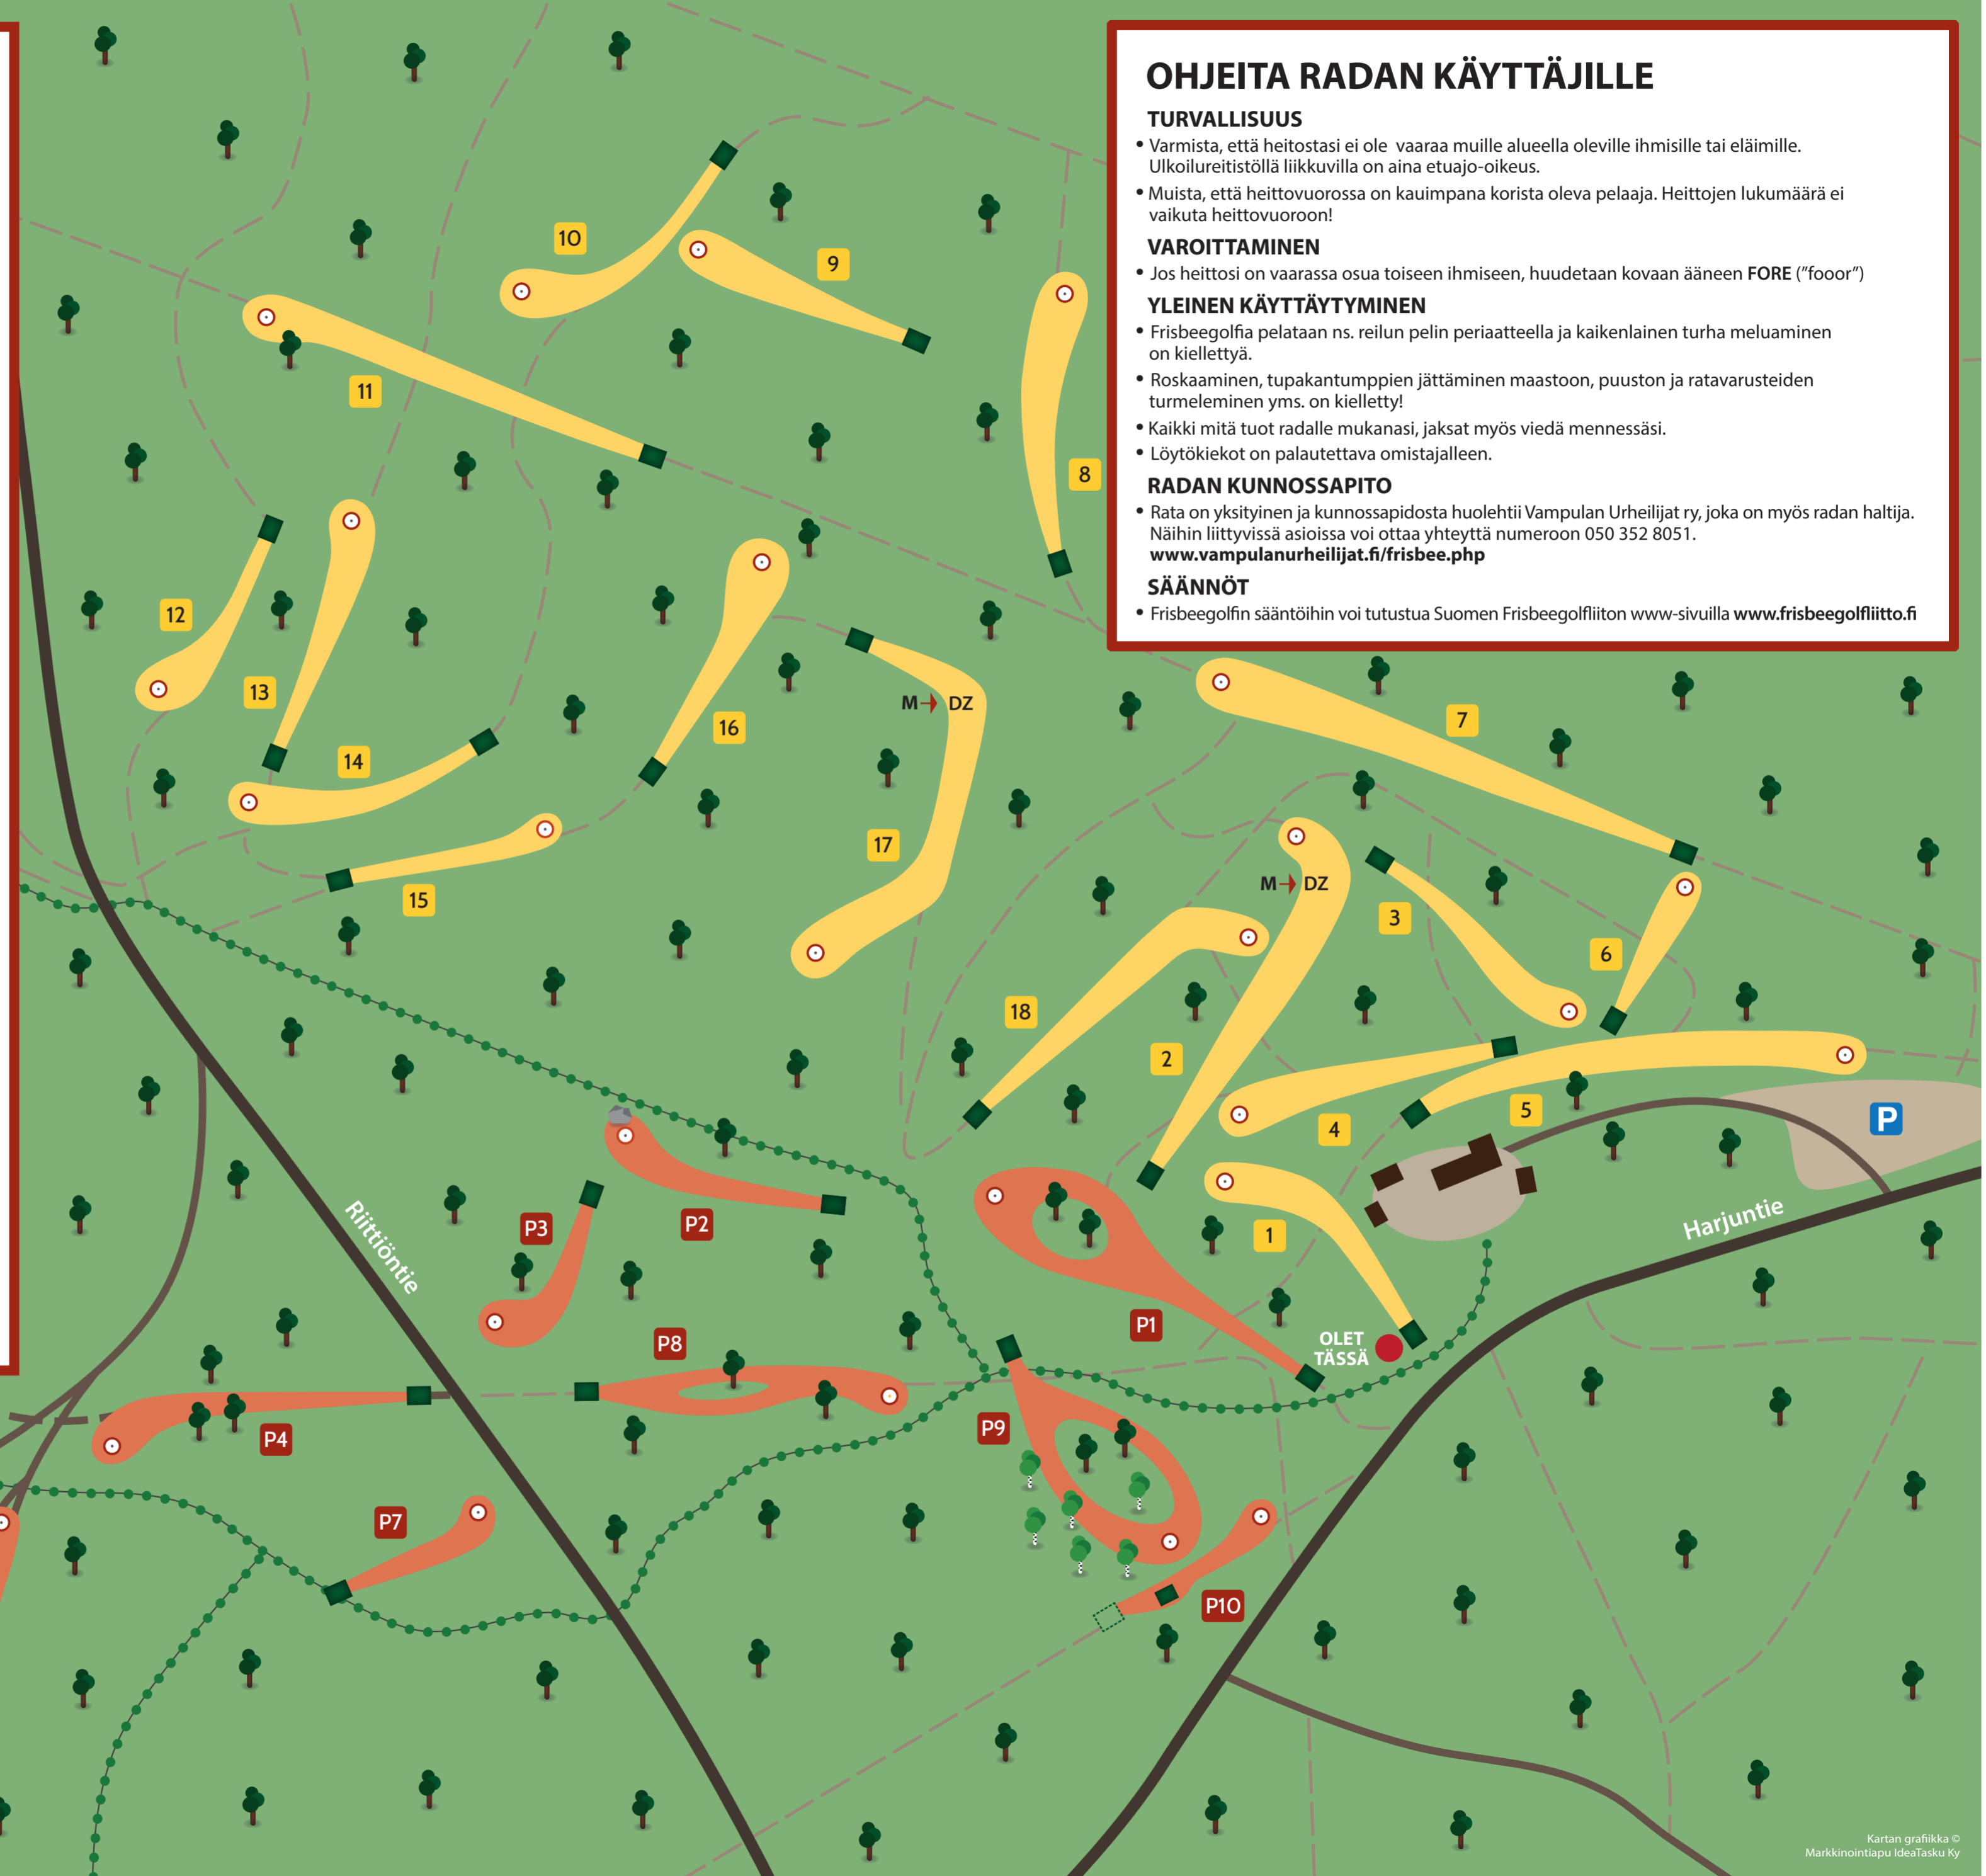 OHJEITA RADAN KÄYTTÄJILLE
TURVALLISUUS
• Varmista, että heitostasi ei ole vaaraa muille alueella oleville ihmisille tai eläimille.
Ulkoilureitistöllä liikkuvilla on aina etuajo-oikeus.
• Muista, että heittovuorossa on kauimpana korista oleva pelaaja. Heittojen lukumäärä ei
vaikuta heittovuoroon!
VAROITTAMINEN
• Jos heittosi on vaarassa osua toiseen ihmiseen, huudetaan kovaan ääneen FORE (”fooor”)
YLEINEN KÄYTTÄYTYMINEN
• Frisbeegolfia pelataan ns. reilun pelin periaatteella ja kaikenlainen turha meluaminen
on kiellettyä.
• Roskaaminen, tupakantumppien jättäminen maastoon, puuston ja ratavarusteiden
turmeleminen yms. on kielletty!
• Kaikki mitä tuot radalle mukanasi, jaksat myös viedä mennessäsi.
• Löytökiekot on palautettava omistajalleen.
RADAN KUNNOSSAPITO
• Rata on yksityinen ja kunnossapidosta huolehtii Vampulan Urheilijat ry, joka on myös radan haltija.
Näihin liittyvissä asioissa voi ottaa yhteyttä numeroon 050 352 8051.
www.vampulanurheilijat.fi/frisbee.php
SÄÄNNÖT
• Frisbeegolfin sääntöihin voi tutustua Suomen Frisbeegolfliiton www-sivuilla www.frisbeegolfliitto.fi
10
9
11
8
12
13
16
M DZ
7
14
17
15
M DZ
3
6
18
2
5
4
P
P3
P2
1
Riittiöntie
Harjuntie
P1
OLET
TÄSSÄ
P8
P9
P4
P7
P10
Kartan grafiikka ©
Markkinointiapu IdeaTasku Ky